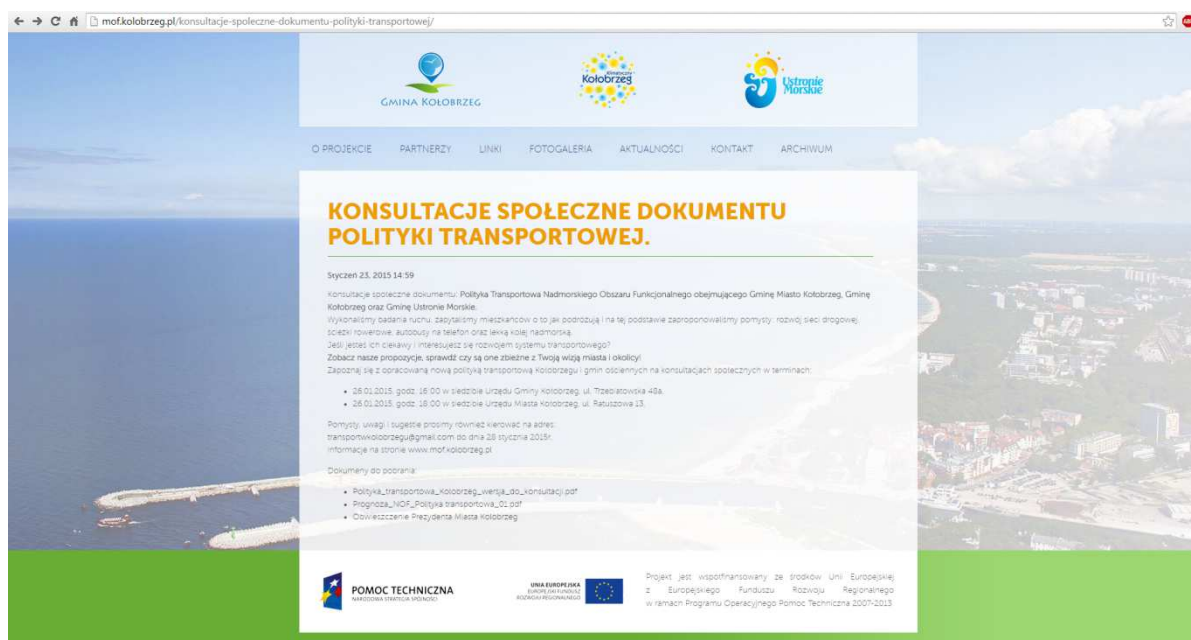 mof.kolobrzeg.pl/konsultacje-spoleczne-dokumentu-polityki-transportowej/
GMINA KOŁOBRZEG
Kołobrzeg
Ustronie
Morskie
O PROJEKCIE PARTNERZY LINKI FOTOGALERIA AKTUALNOŚCI KONTAKT ARCHIWUM
KONSULTACJE SPOŁECZNE DOKUMENTU
POLITYKI TRANSPORTOWEJ.
Styczeń 23, 2015 14:59
Konsultacje społeczne dokumentu: Polityka Transportowa Nadmorskiego Obszaru Funkcjonalnego obejmującego Gminę Miasto Kołobrzeg, Gminę
Kołobrzeg oraz Gminę Ustronie Morskie.
Wykonaliśmy badania ruchu, zapytaliśmy mieszkańców o to jak podróżują i na tej podstawie zaproponowaliśmy pomysły: rozwój sieci drogowej,
ścieżki rowerowe, autobusy na telefon oraz lekką kolej nadmorską.
Jeśli jesteś ich ciekawy i interesujesz się rozwojem systemu transportowego?
Zobacz nasze propozycje, sprawdź czy są one zbieżne z Twoją wizją miasta i okolicy!
Zapoznaj się z opracowaną nową polityką transportową Kołobrzegu i gmin ościennych na konsultacjach społecznych w terminach:
26.01.2015, godz. 16:00 w siedzibie Urzędu Gminy Kołobrzeg, ul. Trzebiatowska 48a,
26.01.2015, godz. 18:00 w siedzibie Urzędu Miasta Kołobrzeg, ul. Ratuszowa 13,
Pomysły, uwagi i sugestie prosimy również kierować na adres:
transportwkolobrzegu@gmail.com do dnia 28 stycznia 2015r.
Informacje na stronie www.mof.kolobrzeg.pl
Dokumeny do pobrania:
Polityka_transportowa_Kolobrzeg_wersja_do_konsultacji.pdf
Prognoza_NOF_Polityka transportowa_01.pdf
Obwieszczenie Prezydenta Miasta Kołobrzeg
POMOC TECHNICZNA
NARODOWA STRATEGIA SPÓJNOŚCI
UNIA EUROPEJSKA
EUROPEJSKI FUNDUSZ
ROZWOJU REGIONALNEGO
Projekt jest współfinansowany ze środków Unii Europejskiej
z Europejskiego Funduszu Rozwoju Regionalnego
w ramach Programu Operacyjnego Pomoc Techniczna 2007-2013